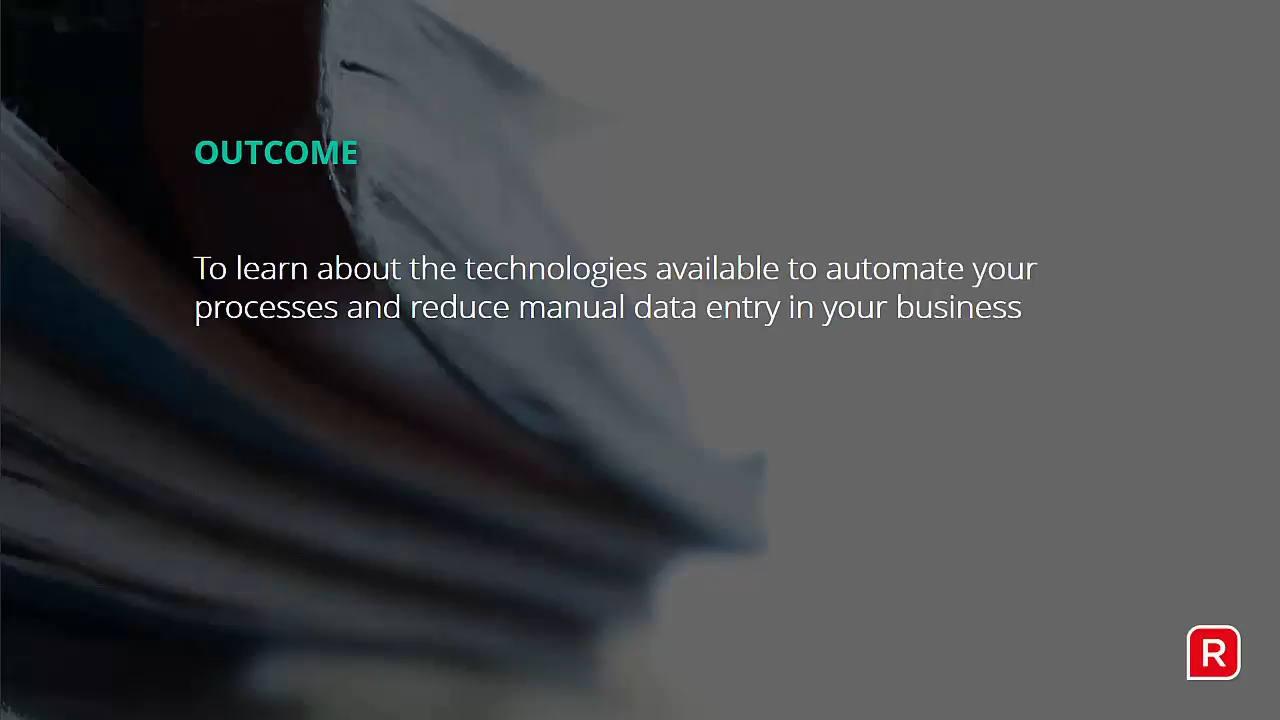 OUTCOME
To learn about the technologies available to automate your
processes and reduce manual data entry in your business
R